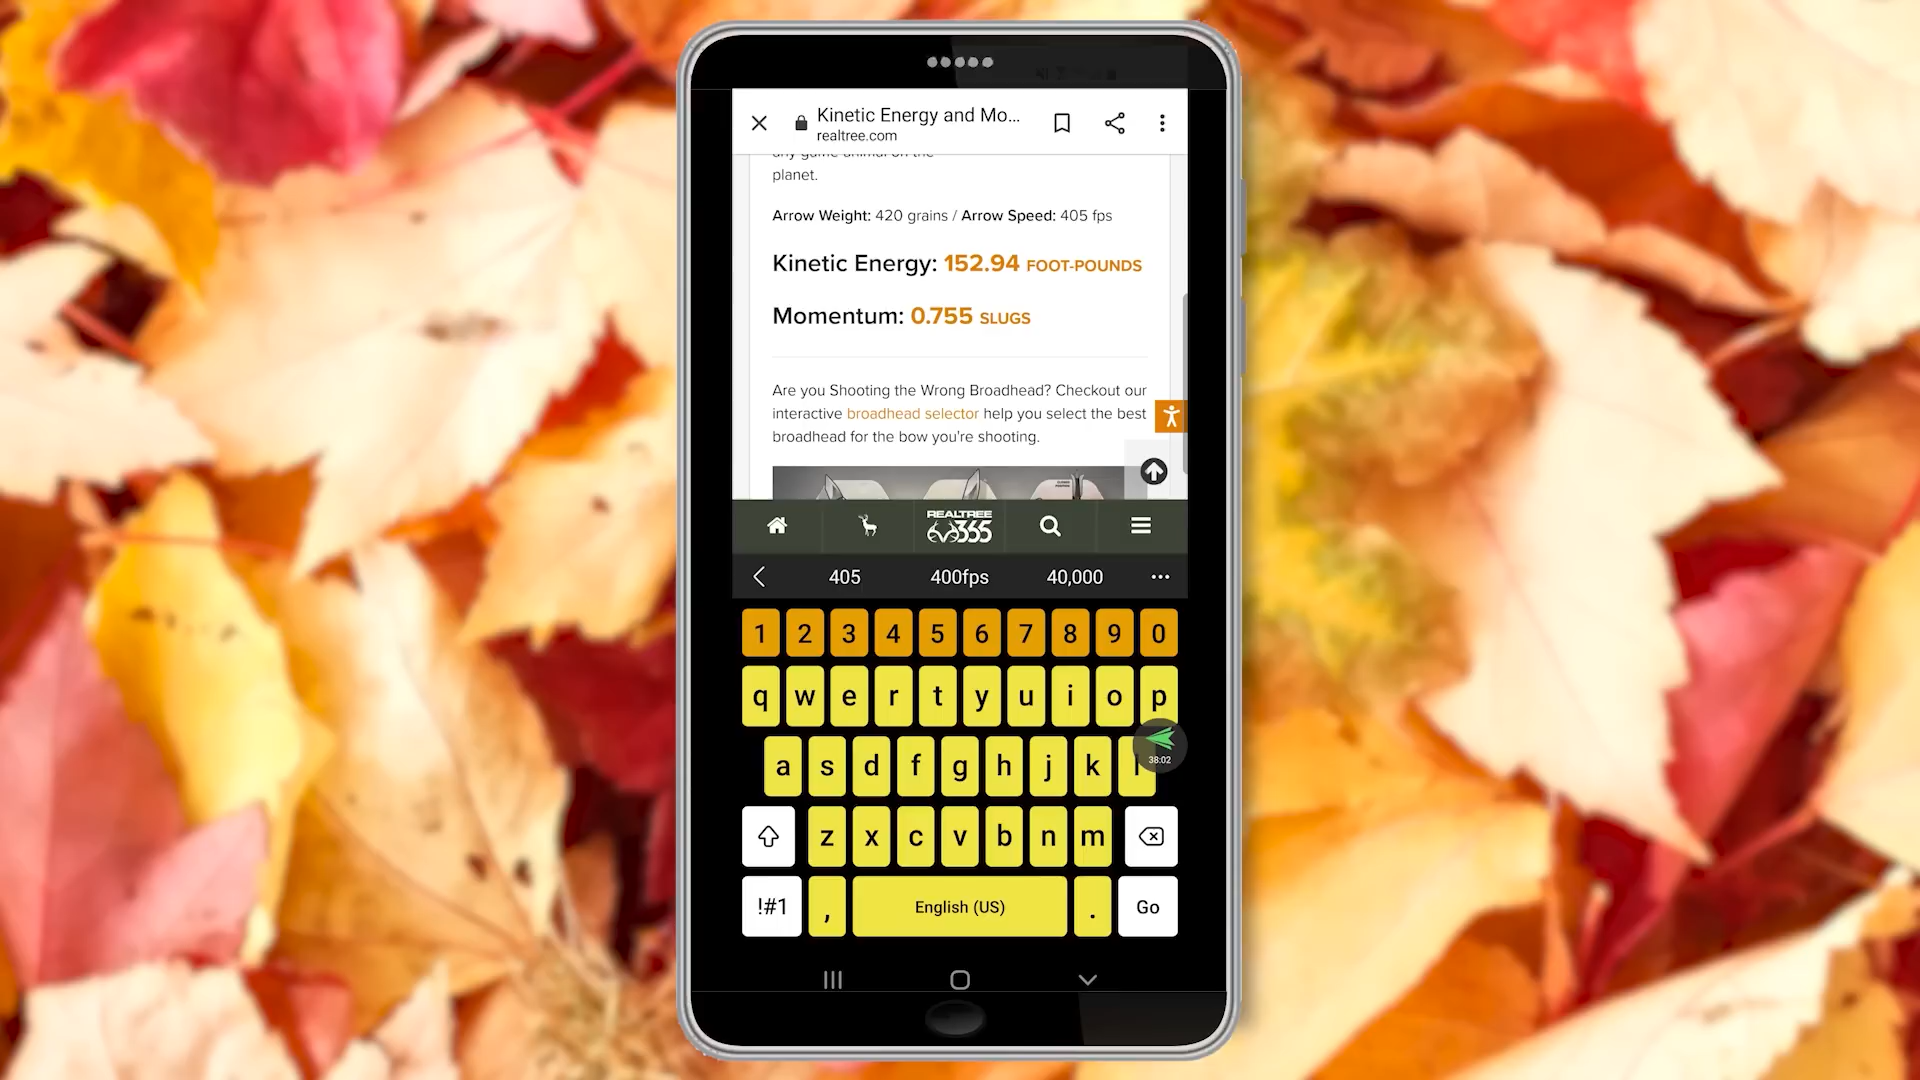 Kinetic Energy and Mo...
realtree.com
any game animal on the
planet.
Arrow Weight: 420 grains / Arrow Speed: 405 fps
Kinetic Energy: 152.94 FOOT-POUNDS
Momentum: 0.755 SLUGS
Are you Shooting the Wrong Broadhead? Checkout our
interactive broadhead selector help you select the best
broadhead for the bow you're shooting.
REALTREE
365
405 400fps 40,000
1 2 3 4 5 6 7 8 9 0
q w e r t y u i o p
a s d f g h j k l
38:02
z x c v b n m
!#1 , English (US) . Go